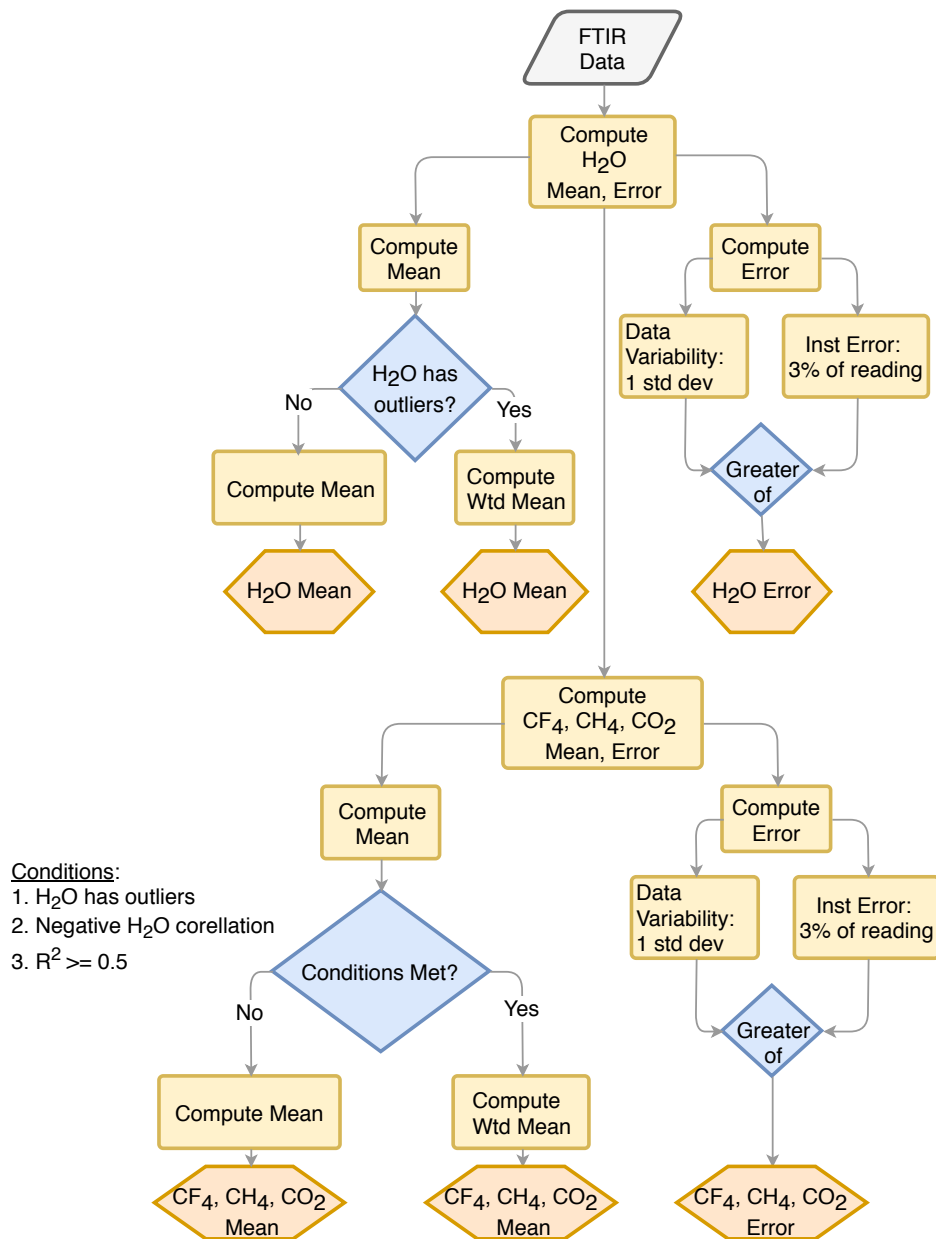 FTIR
Data
Compute
H₂O
Mean, Error
Compute
Mean
Compute
Error
H₂O has
outliers?
No
Yes
Data
Variability:
1 std dev
Inst Error:
3% of reading
Compute Mean
Compute
Wtd Mean
Greater
of
H₂O Mean
H₂O Mean
H₂O Error
Compute
CF₄, CH₄, CO₂
Mean, Error
Compute
Mean
Compute
Error
Conditions:
1. H₂O has outliers
2. Negative H₂O corellation
3. R² >= 0.5
Conditions Met?
No
Yes
Data
Variability:
1 std dev
Inst Error:
3% of reading
Greater
of
Compute Mean
Compute
Wtd Mean
CF₄, CH₄, CO₂
Mean
CF₄, CH₄, CO₂
Mean
CF₄, CH₄, CO₂
Error